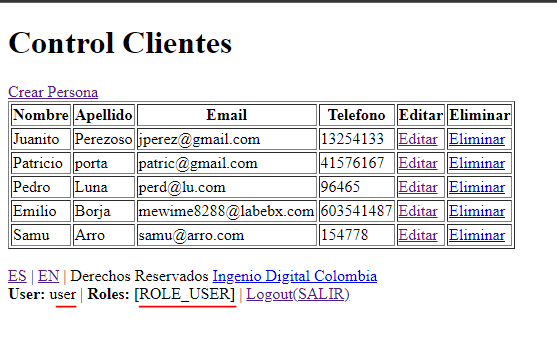 Control Clientes
Crear Persona
Nombre Apellido Email Telefono Editar Eliminar
Juanito Perezoso jperez@gmail.com 13254133 Editar Eliminar
Patricio porta patric@gmail.com 41576167 Editar Eliminar
Pedro Luna perd@lu.com 96465 Editar Eliminar
Emilio Borja mewime8288@labebx.com 603541487 Editar Eliminar
Samu Arro samu@arro.com 154778 Editar Eliminar
ES | EN | Derechos Reservados Ingenio Digital Colombia
User: user | Roles: [ROLE_USER] | Logout(SALIR)